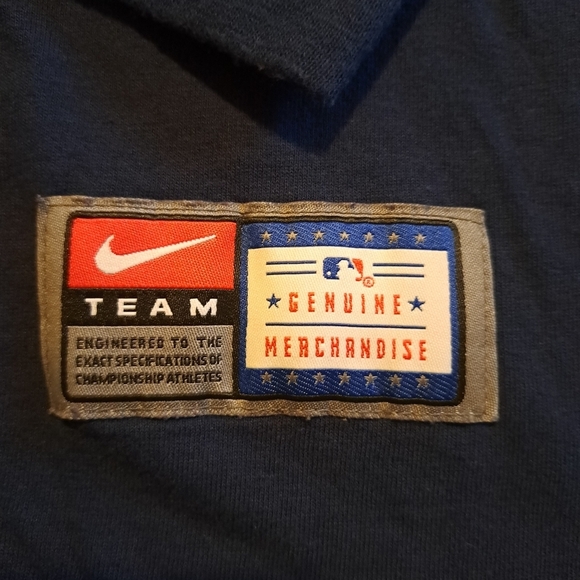 TEAM
ENGINEERED TO THE
EXACT SPECIFICATIONS OF
CHAMPIONSHIP ATHLETES
®
GENUINE
MERCHANDISE